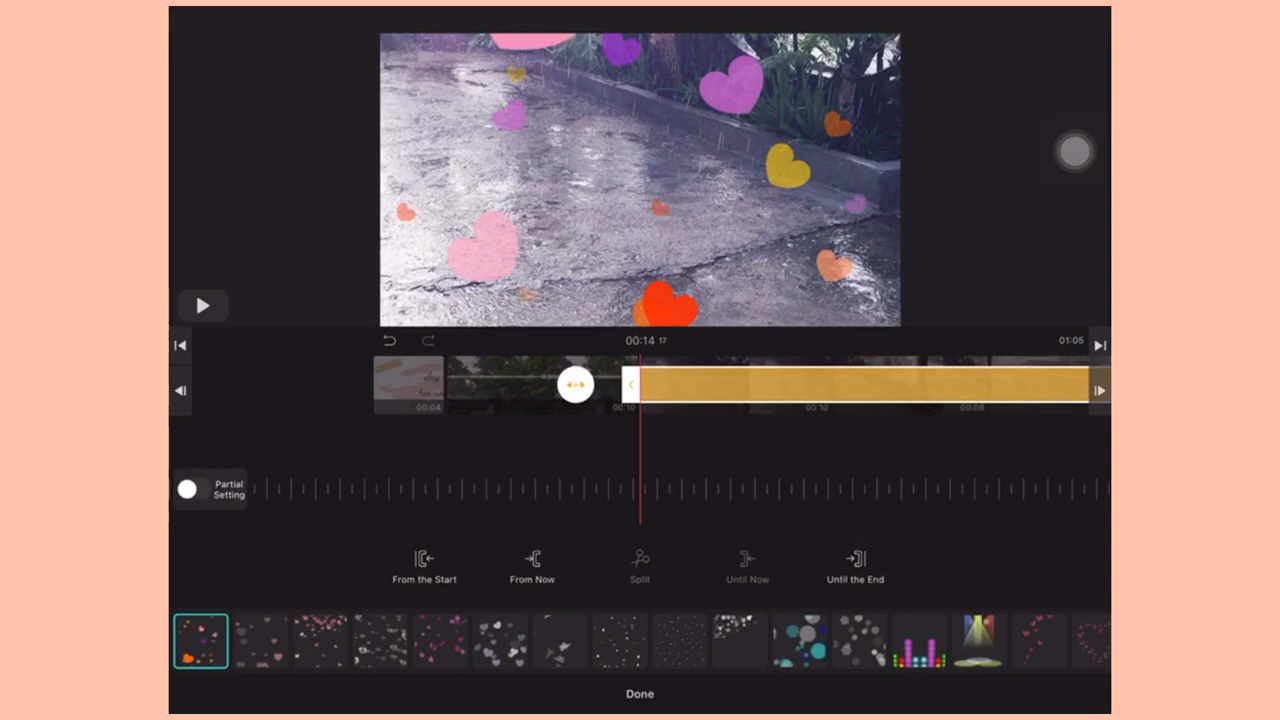 00:14 17
01:05
00:04
00:10
00:10
00:08
Partial
Setting
From the Start
From Now
Split
Until Now
Until the End
Done